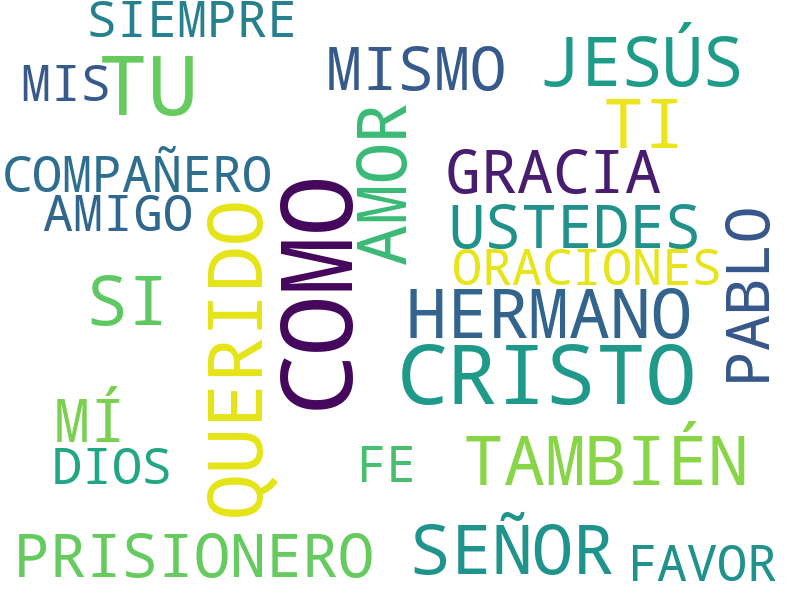 SIEMPRE
MIS
TU
MISMO
JESÚS
TI
COMPAÑERO
AMIGO
AMOR
GRACIA
USTEDES
ORACIONES
PABLO
SI
QUERIDO
COMO
HERMANO
CRISTO
MÍ
DIOS
FE
TAMBIÉN
PRISIONERO
SEÑOR
FAVOR